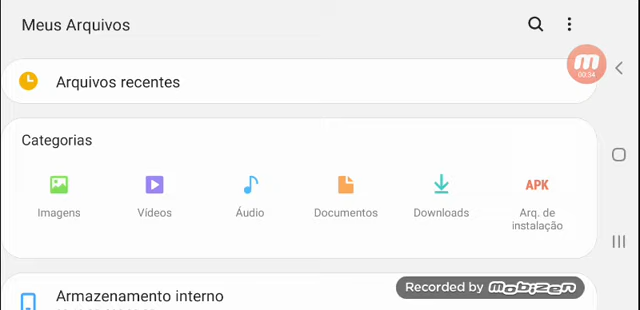 Meus Arquivos
00:34
Arquivos recentes
Categorias
Imagens
Vídeos
Áudio
Documentos
Downloads
APK
Arq. de
instalação
Armazenamento interno
Recorded by Mobizen